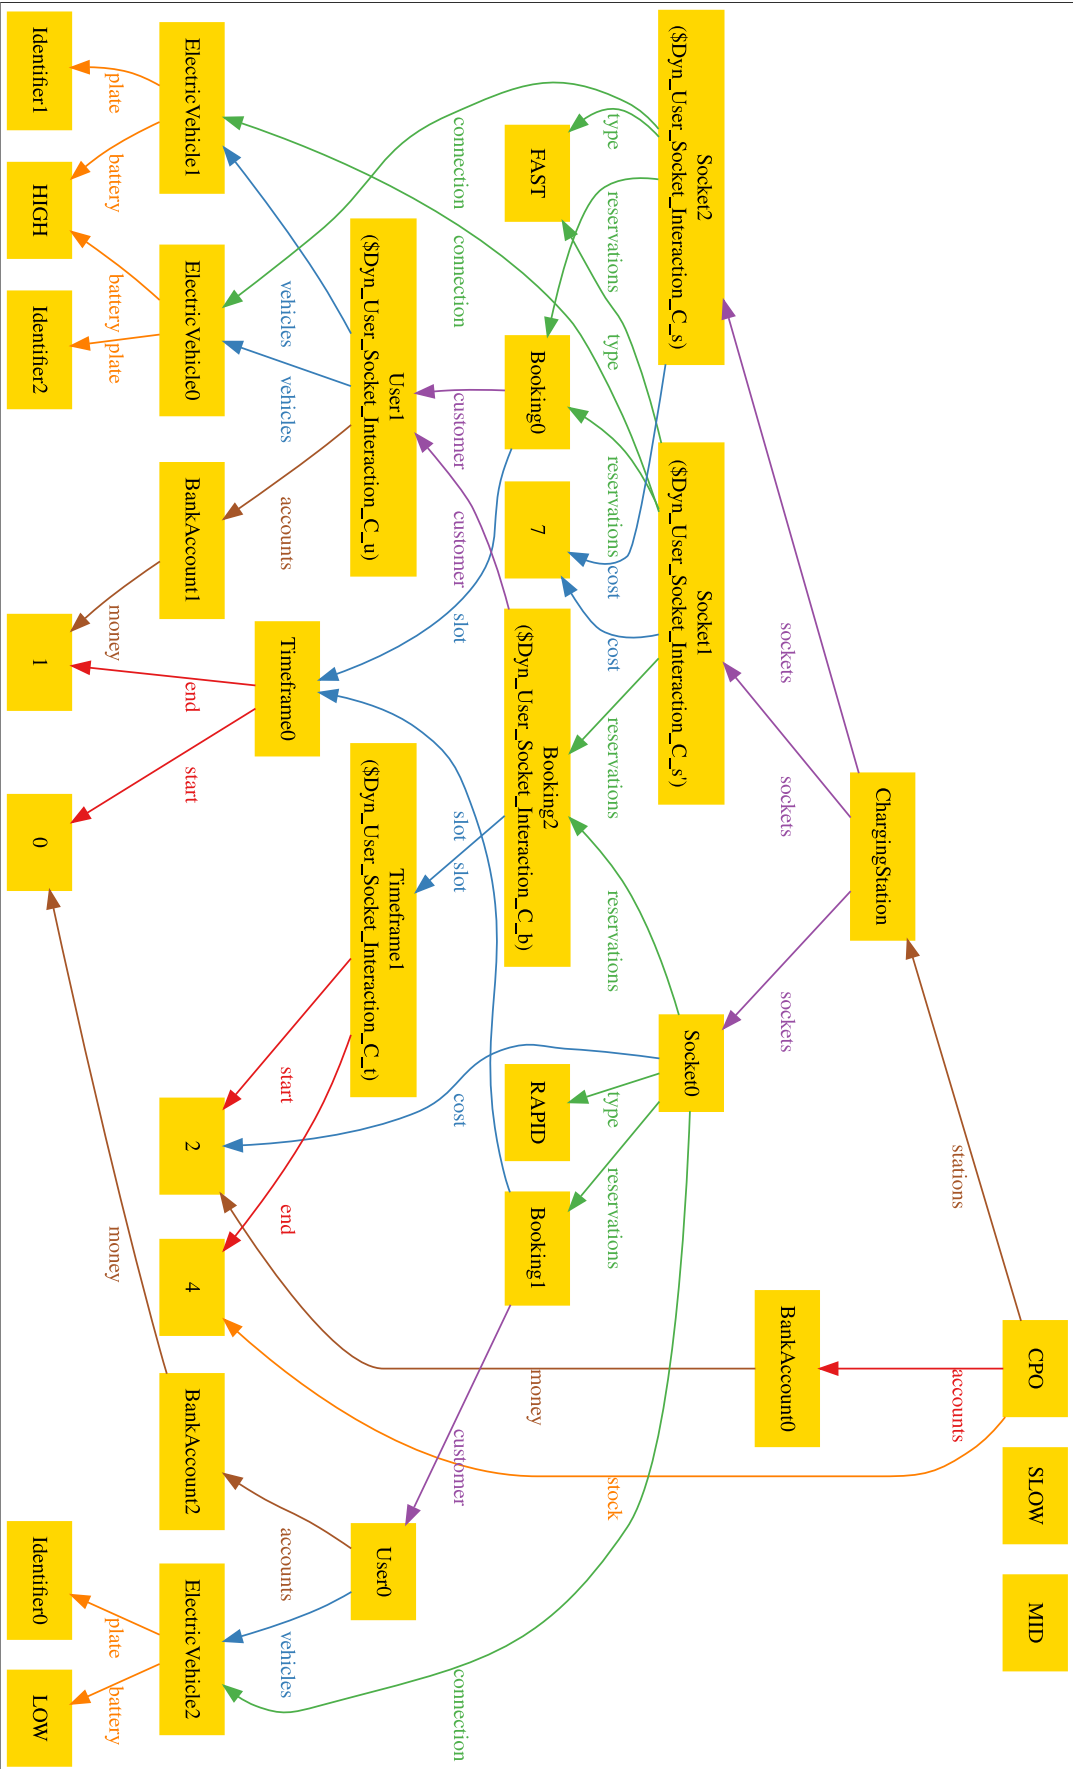 CPO
SLOW
MID
stations
accounts
ChargingStation
BankAccount0
sockets
sockets
sockets
Socket2
($Dyn_User_Socket_Interaction_C_s)
Socket1
($Dyn_User_Socket_Interaction_C_s')
Socket0
type
reservations
type
reservations
cost
cost
reservations
reservations
type
reservations
stock
FAST
Booking0
7
Booking2
($Dyn_User_Socket_Interaction_C_b)
RAPID
Booking1
money
connection
connection
customer
customer
slot
slot
slot
cost
customer
connection
User1
($Dyn_User_Socket_Interaction_C_u)
Timeframe1
($Dyn_User_Socket_Interaction_C_t)
User0
vehicles
vehicles
accounts
Timeframe0
start
end
accounts
vehicles
ElectricVehicle1
ElectricVehicle0
BankAccount1
end
start
2
4
BankAccount2
ElectricVehicle2
plate
battery
battery
plate
money
money
plate
battery
Identifier1
HIGH
Identifier2
1
0
Identifier0
LOW